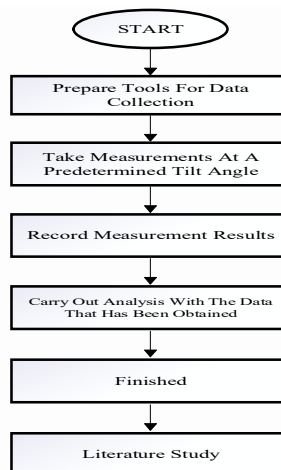 START
Prepare Tools For Data
Collection
Take Measurements At A
Predetermined Tilt Angle
Record Measurement Results
Carry Out Analysis With The Data
That Has Been Obtained
Finished
Literature Study